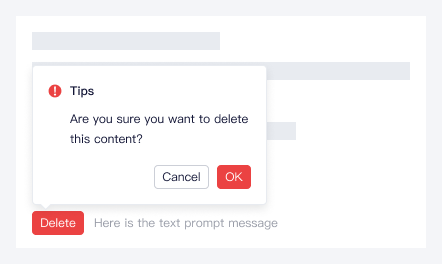 Tips
Are you sure you want to delete
this content?
Cancel
OK
Delete
Here is the text prompt message